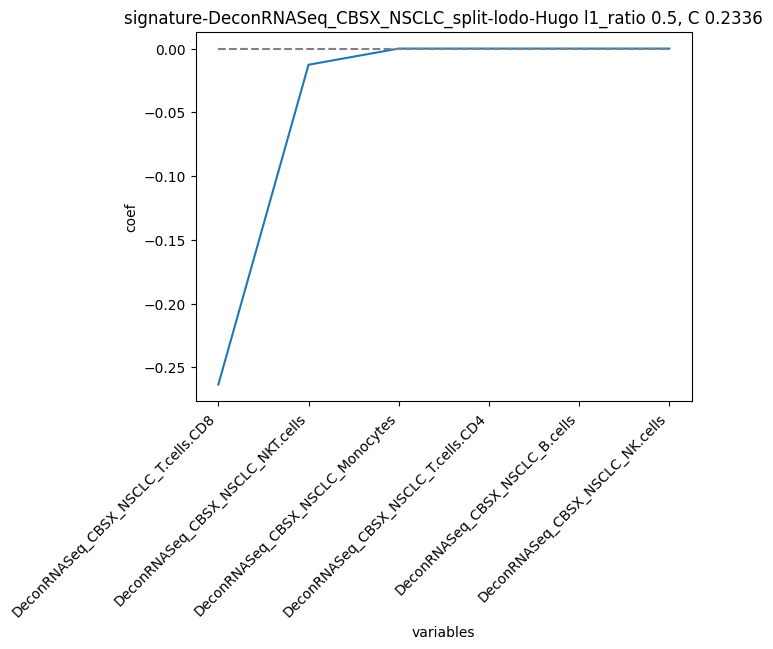 signature-DeconRNASeq_CBSX_NSCLC_split-lodo-Hugo l1_ratio 0.5, C 0.2336
0.00
−0.05
−0.10
−0.15
−0.20
−0.25
coef
DeconRNASeq_CBSX_NSCLC_T.cells.CD8
DeconRNASeq_CBSX_NSCLC_NKT.cells
DeconRNASeq_CBSX_NSCLC_Monocytes
DeconRNASeq_CBSX_NSCLC_T.cells.CD4
DeconRNASeq_CBSX_NSCLC_B.cells
DeconRNASeq_CBSX_NSCLC_NK.cells
variables